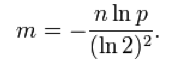 m = −\frac{n \ln p}{(\ln 2)^2}.